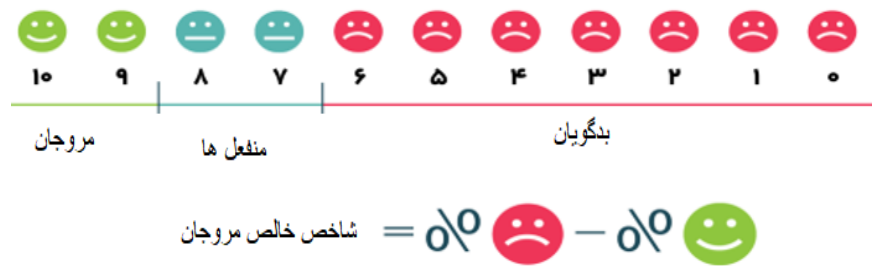 ۰ ۱ ۲ ۳ ۴ ۵ ۶ ۷ ۸ ۹ ۱۰
بدگویان منفعل ها مروجان
% − % = شاخص خالص مروجان